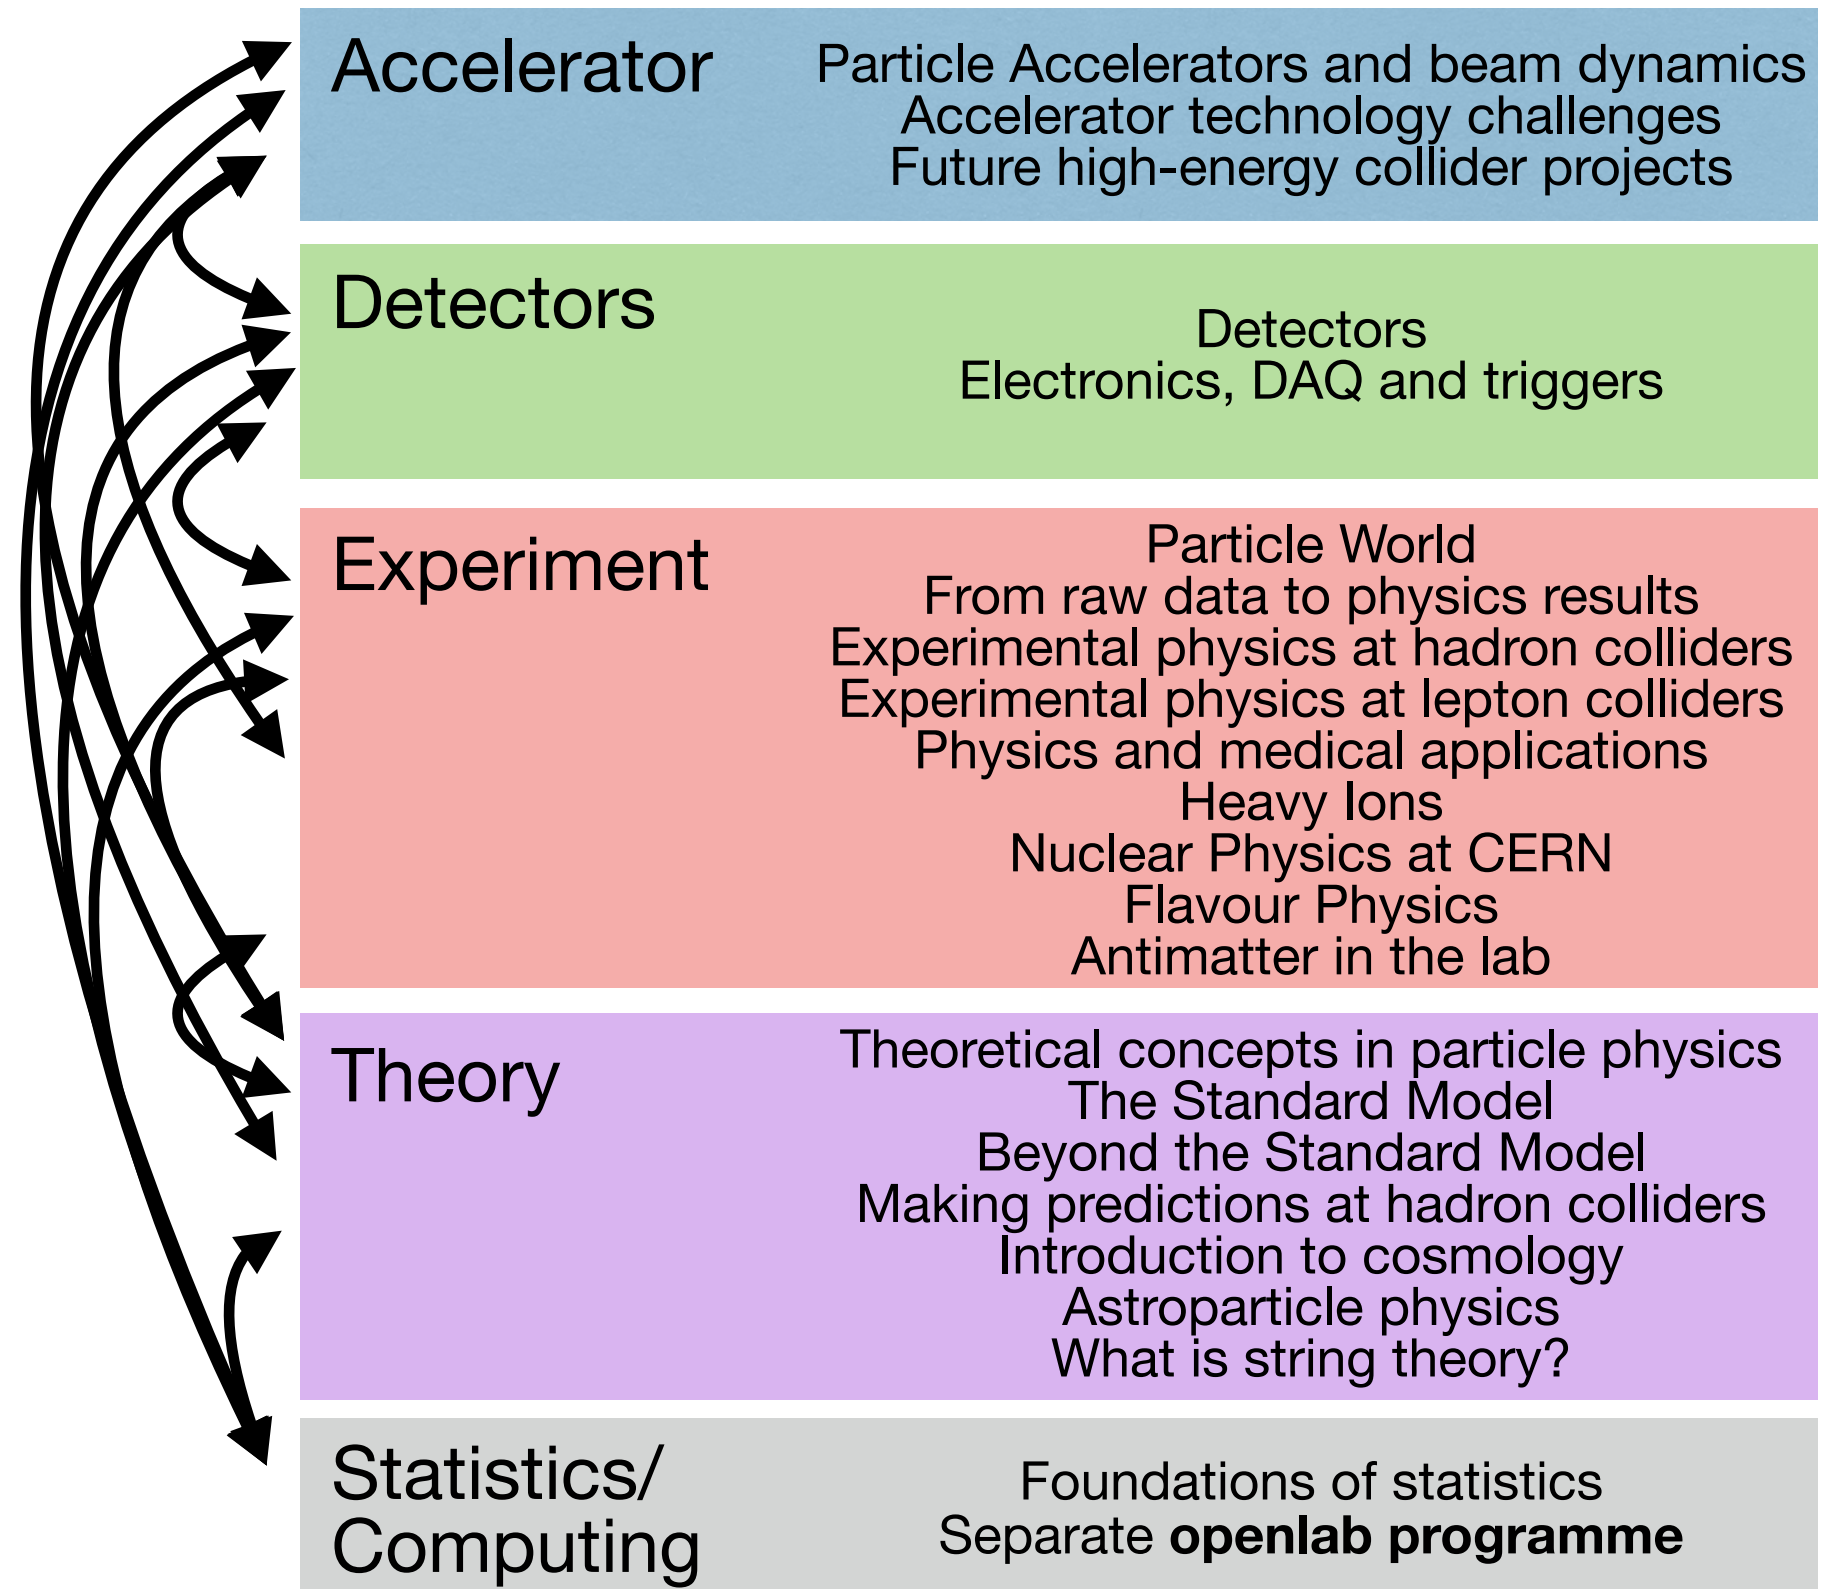 Accelerator
Particle Accelerators and beam dynamics
Accelerator technology challenges
Future high-energy collider projects
Detectors
Detectors
Electronics, DAQ and triggers
Experiment
Particle World
From raw data to physics results
Experimental physics at hadron colliders
Experimental physics at lepton colliders
Physics and medical applications
Heavy Ions
Nuclear Physics at CERN
Flavour Physics
Antimatter in the lab
Theory
Theoretical concepts in particle physics
The Standard Model
Beyond the Standard Model
Making predictions at hadron colliders
Introduction to cosmology
Astroparticle physics
What is string theory?
Statistics/
Computing
Foundations of statistics
Separate openlab programme